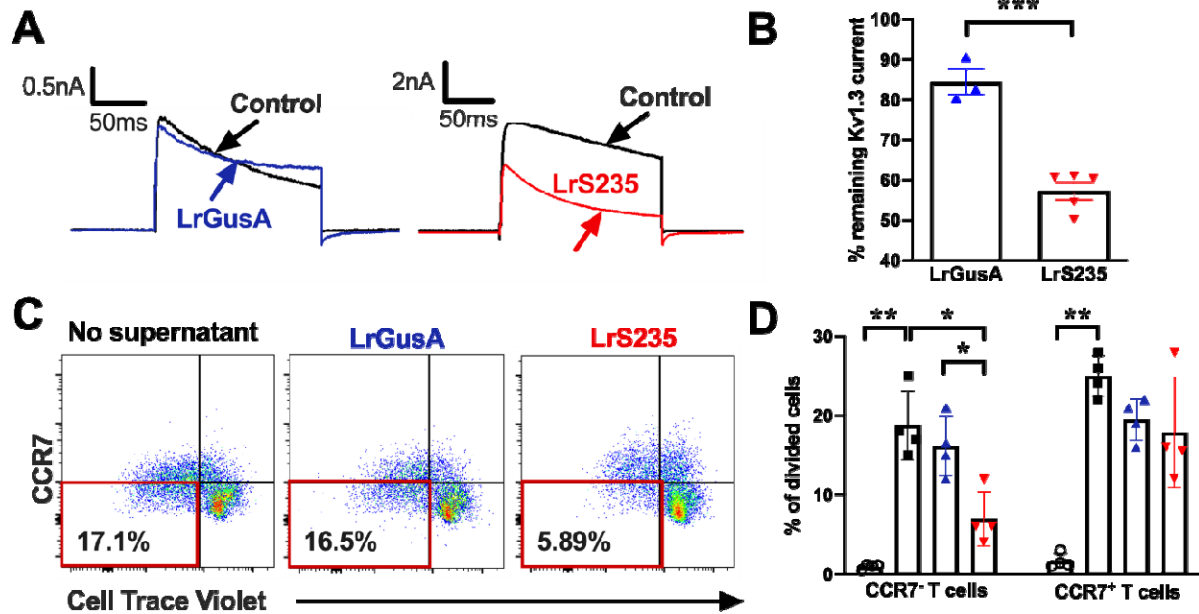 A
0.5nA
50ms
Control
LrGusA
2nA
50ms
Control
LrS235
B
***
% remaining Kv1.3 current
100
90
80
70
60
50
40
LrGusA LrS235
C
No supernatant LrGusA LrS235
CCR7
17.1% 16.5% 5.89%
Cell Trace Violet
D
** * **
*
% of divided cells
30
20
10
0
CCR7- T cells CCR7+ T cells